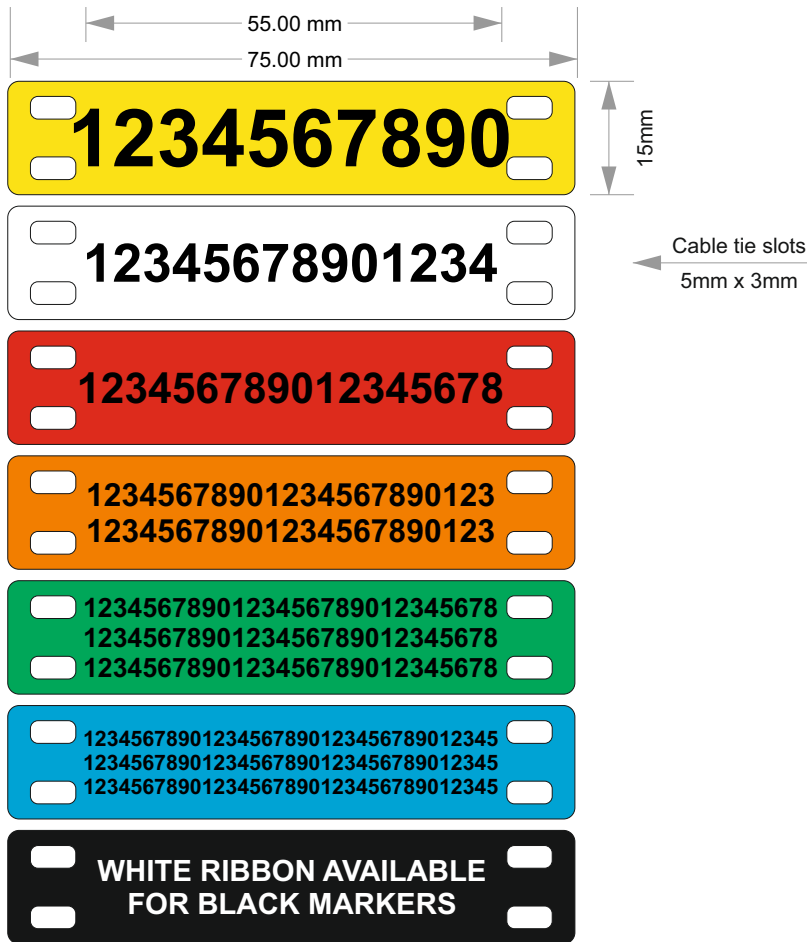 55.00 mm
75.00 mm
1234567890
15mm
12345678901234
Cable tie slots
5mm x 3mm
123456789012345678
12345678901234567890123
12345678901234567890123
1234567890123456789012345678
1234567890123456789012345678
1234567890123456789012345678
12345678901234567890123456789012345
12345678901234567890123456789012345
12345678901234567890123456789012345
WHITE RIBBON AVAILABLE
FOR BLACK MARKERS